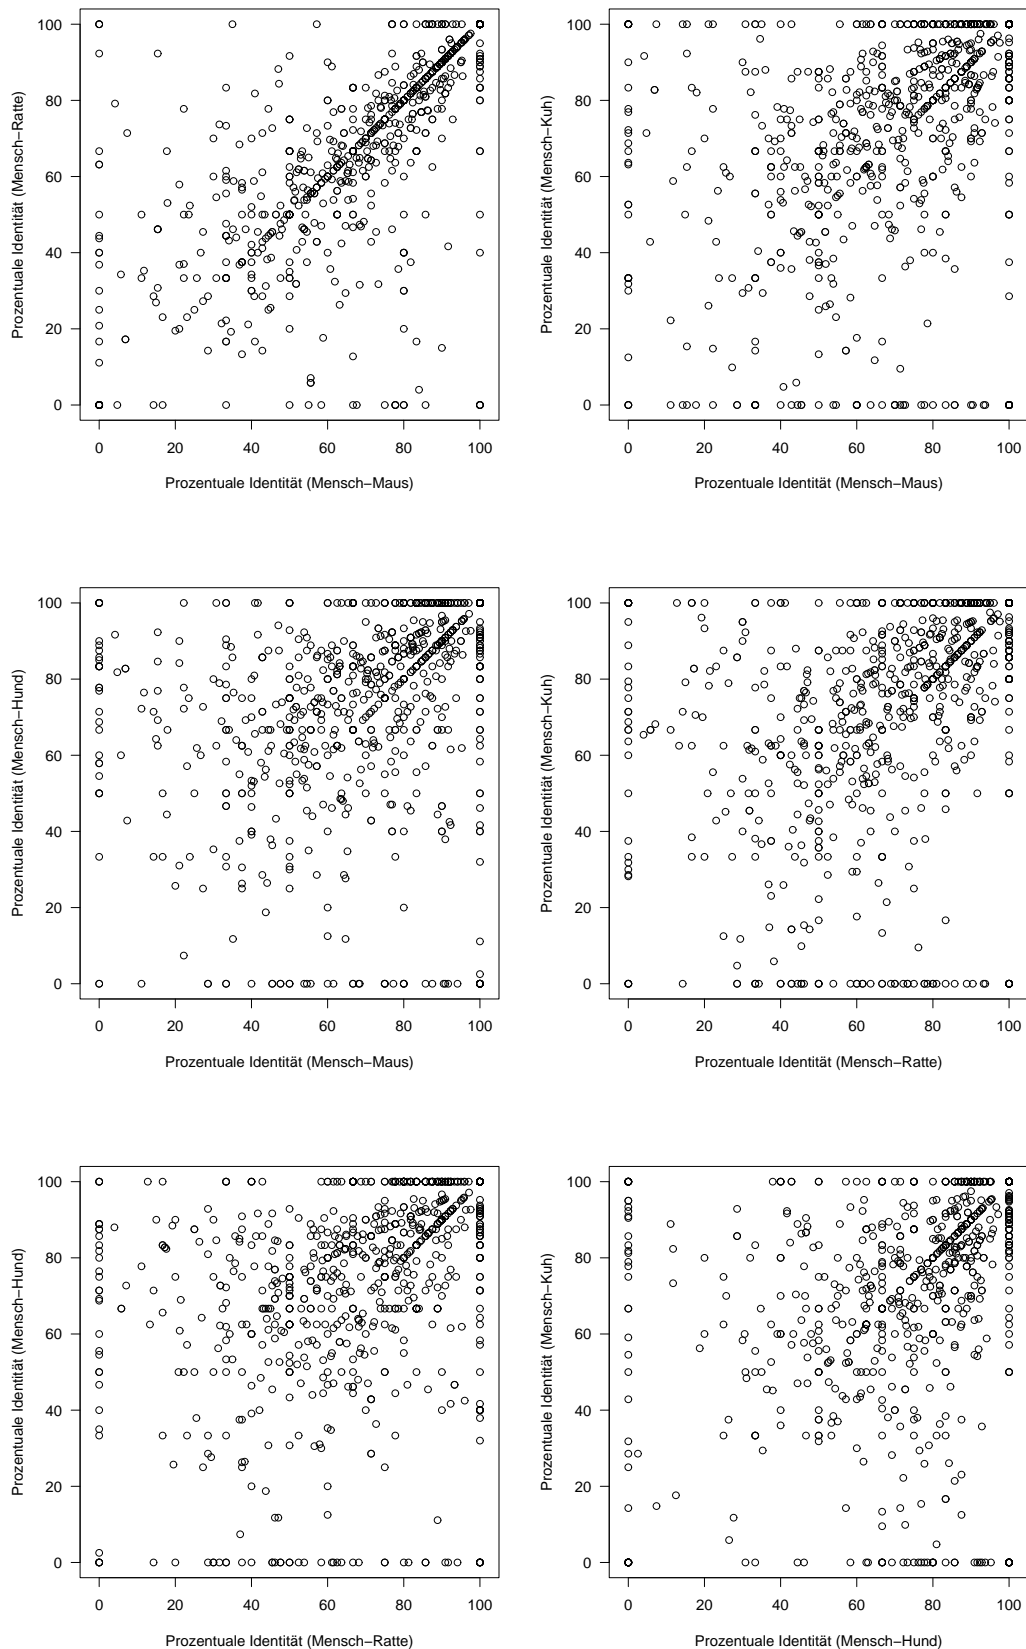 100
80
60
40
20
0
Prozentuale Identität (Mensch–Ratte)
0 20 40 60 80 100
Prozentuale Identität (Mensch–Maus)
100
80
60
40
20
0
Prozentuale Identität (Mensch–Kuh)
0 20 40 60 80 100
Prozentuale Identität (Mensch–Maus)
100
80
60
40
20
0
Prozentuale Identität (Mensch–Hund)
0 20 40 60 80 100
Prozentuale Identität (Mensch–Maus)
100
80
60
40
20
0
Prozentuale Identität (Mensch–Kuh)
0 20 40 60 80 100
Prozentuale Identität (Mensch–Ratte)
100
80
60
40
20
0
Prozentuale Identität (Mensch–Hund)
0 20 40 60 80 100
Prozentuale Identität (Mensch–Ratte)
100
80
60
40
20
0
Prozentuale Identität (Mensch–Kuh)
0 20 40 60 80 100
Prozentuale Identität (Mensch–Hund)